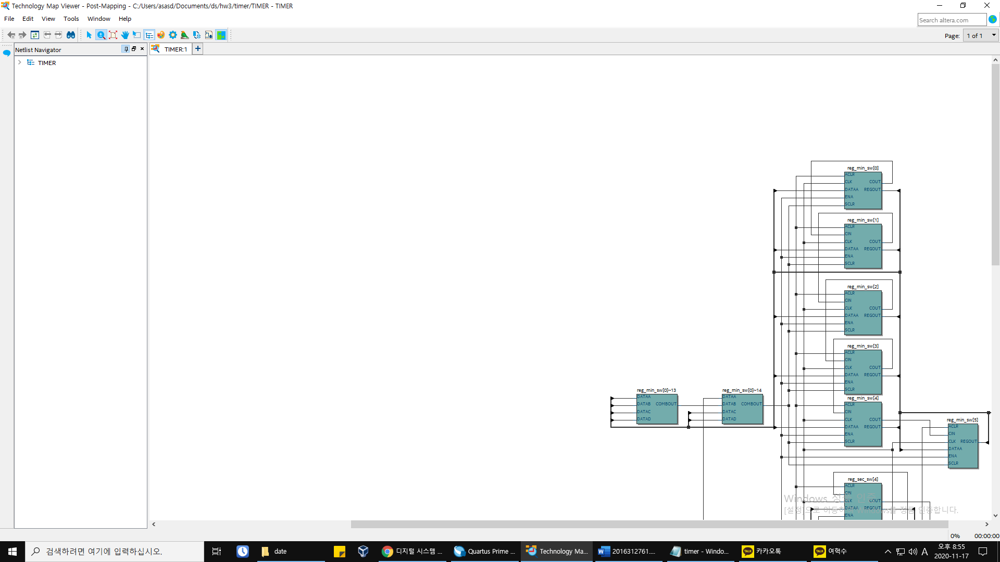 Technology Map Viewer - Post-Mapping - C:/Users/asasd/Documents/ds/hw3/timer/TIMER - TIMER
File Edit View Tools Window Help
Search altera.com
Page: 1 of 1
Netlist Navigator
TIMER:1
TIMER
reg_min_sw[0]
ACLR
CLK COUT
DATAA REGOUT
ENA
SCLR
reg_min_sw[1]
ACLR
CIN
CLK COUT
DATAA REGOUT
ENA
SCLR
reg_min_sw[2]
ACLR
CIN
CLK COUT
DATAA REGOUT
ENA
SCLR
reg_min_sw[3]
ACLR
CIN
CLK COUT
DATAA REGOUT
ENA
SCLR
reg_min_sw[0]~13
DATAA
DATAB COMBOUT
DATAC
DATAD
reg_min_sw[0]~14
DATAA
DATAB COMBOUT
DATAC
DATAD
reg_min_sw[4]
ACLR
CIN
CLK COUT
DATAA REGOUT
ENA
SCLR
reg_min_sw[5]
ACLR
CIN
CLK REGOUT
DATAA
ENA
SCLR
reg_sec_sw[4]
ACLR
CIN
CLK COUT
DATAA REGOUT
ENA
Windows 정품 인증
[설정]으로 이동하여 Windows를 정품 인증합니다.
0% 00:00:00
검색하려면 여기에 입력하십시오.
date
디지털 시스템 ...
Quartus Prime ...
Technology Ma...
2016312761....
timer - Windo...
카카오톡
여혁수
A
오후 8:55
2020-11-17